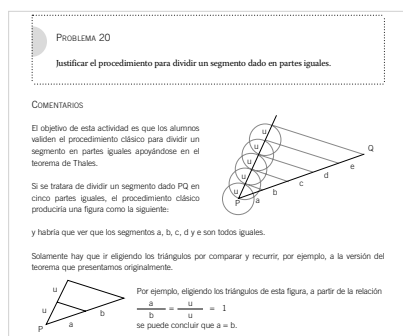 PROBLEMA 20
Justificar el procedimiento para dividir un segmento dado en partes iguales.
COMENTARIOS
El objetivo de esta actividad es que los alumnos
validen el procedimiento clásico para dividir un
segmento en partes iguales apoyándose en el
teorema de Thales.
Si se tratara de dividir un segmento dado PQ en
cinco partes iguales, el procedimiento clásico
produciría una figura como la siguiente:
u
u
u
u
u
P
a
b
c
d
e
Q
y habría que ver que los segmentos a, b, c, d y e son todos iguales.
Solamente hay que ir eligiendo los triángulos por comparar y recurrir, por ejemplo, a la versión del
teorema que presentamos originalmente.
u
u
P
a
b
Por ejemplo, eligiendo los triángulos de esta figura, a partir de la relación
a/b = u/u = 1
se puede concluir que a = b.